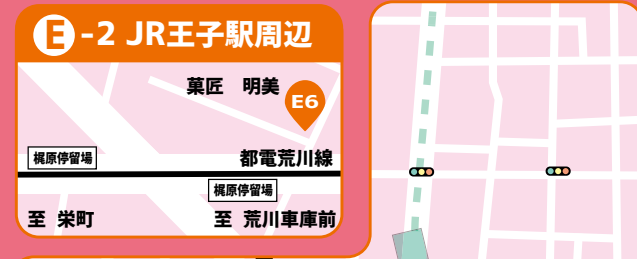 E-2 JR王子駅周辺
菓匠 明美
E6
梶原停留場
都電荒川線
梶原停留場
至 栄町
至 荒川車庫前